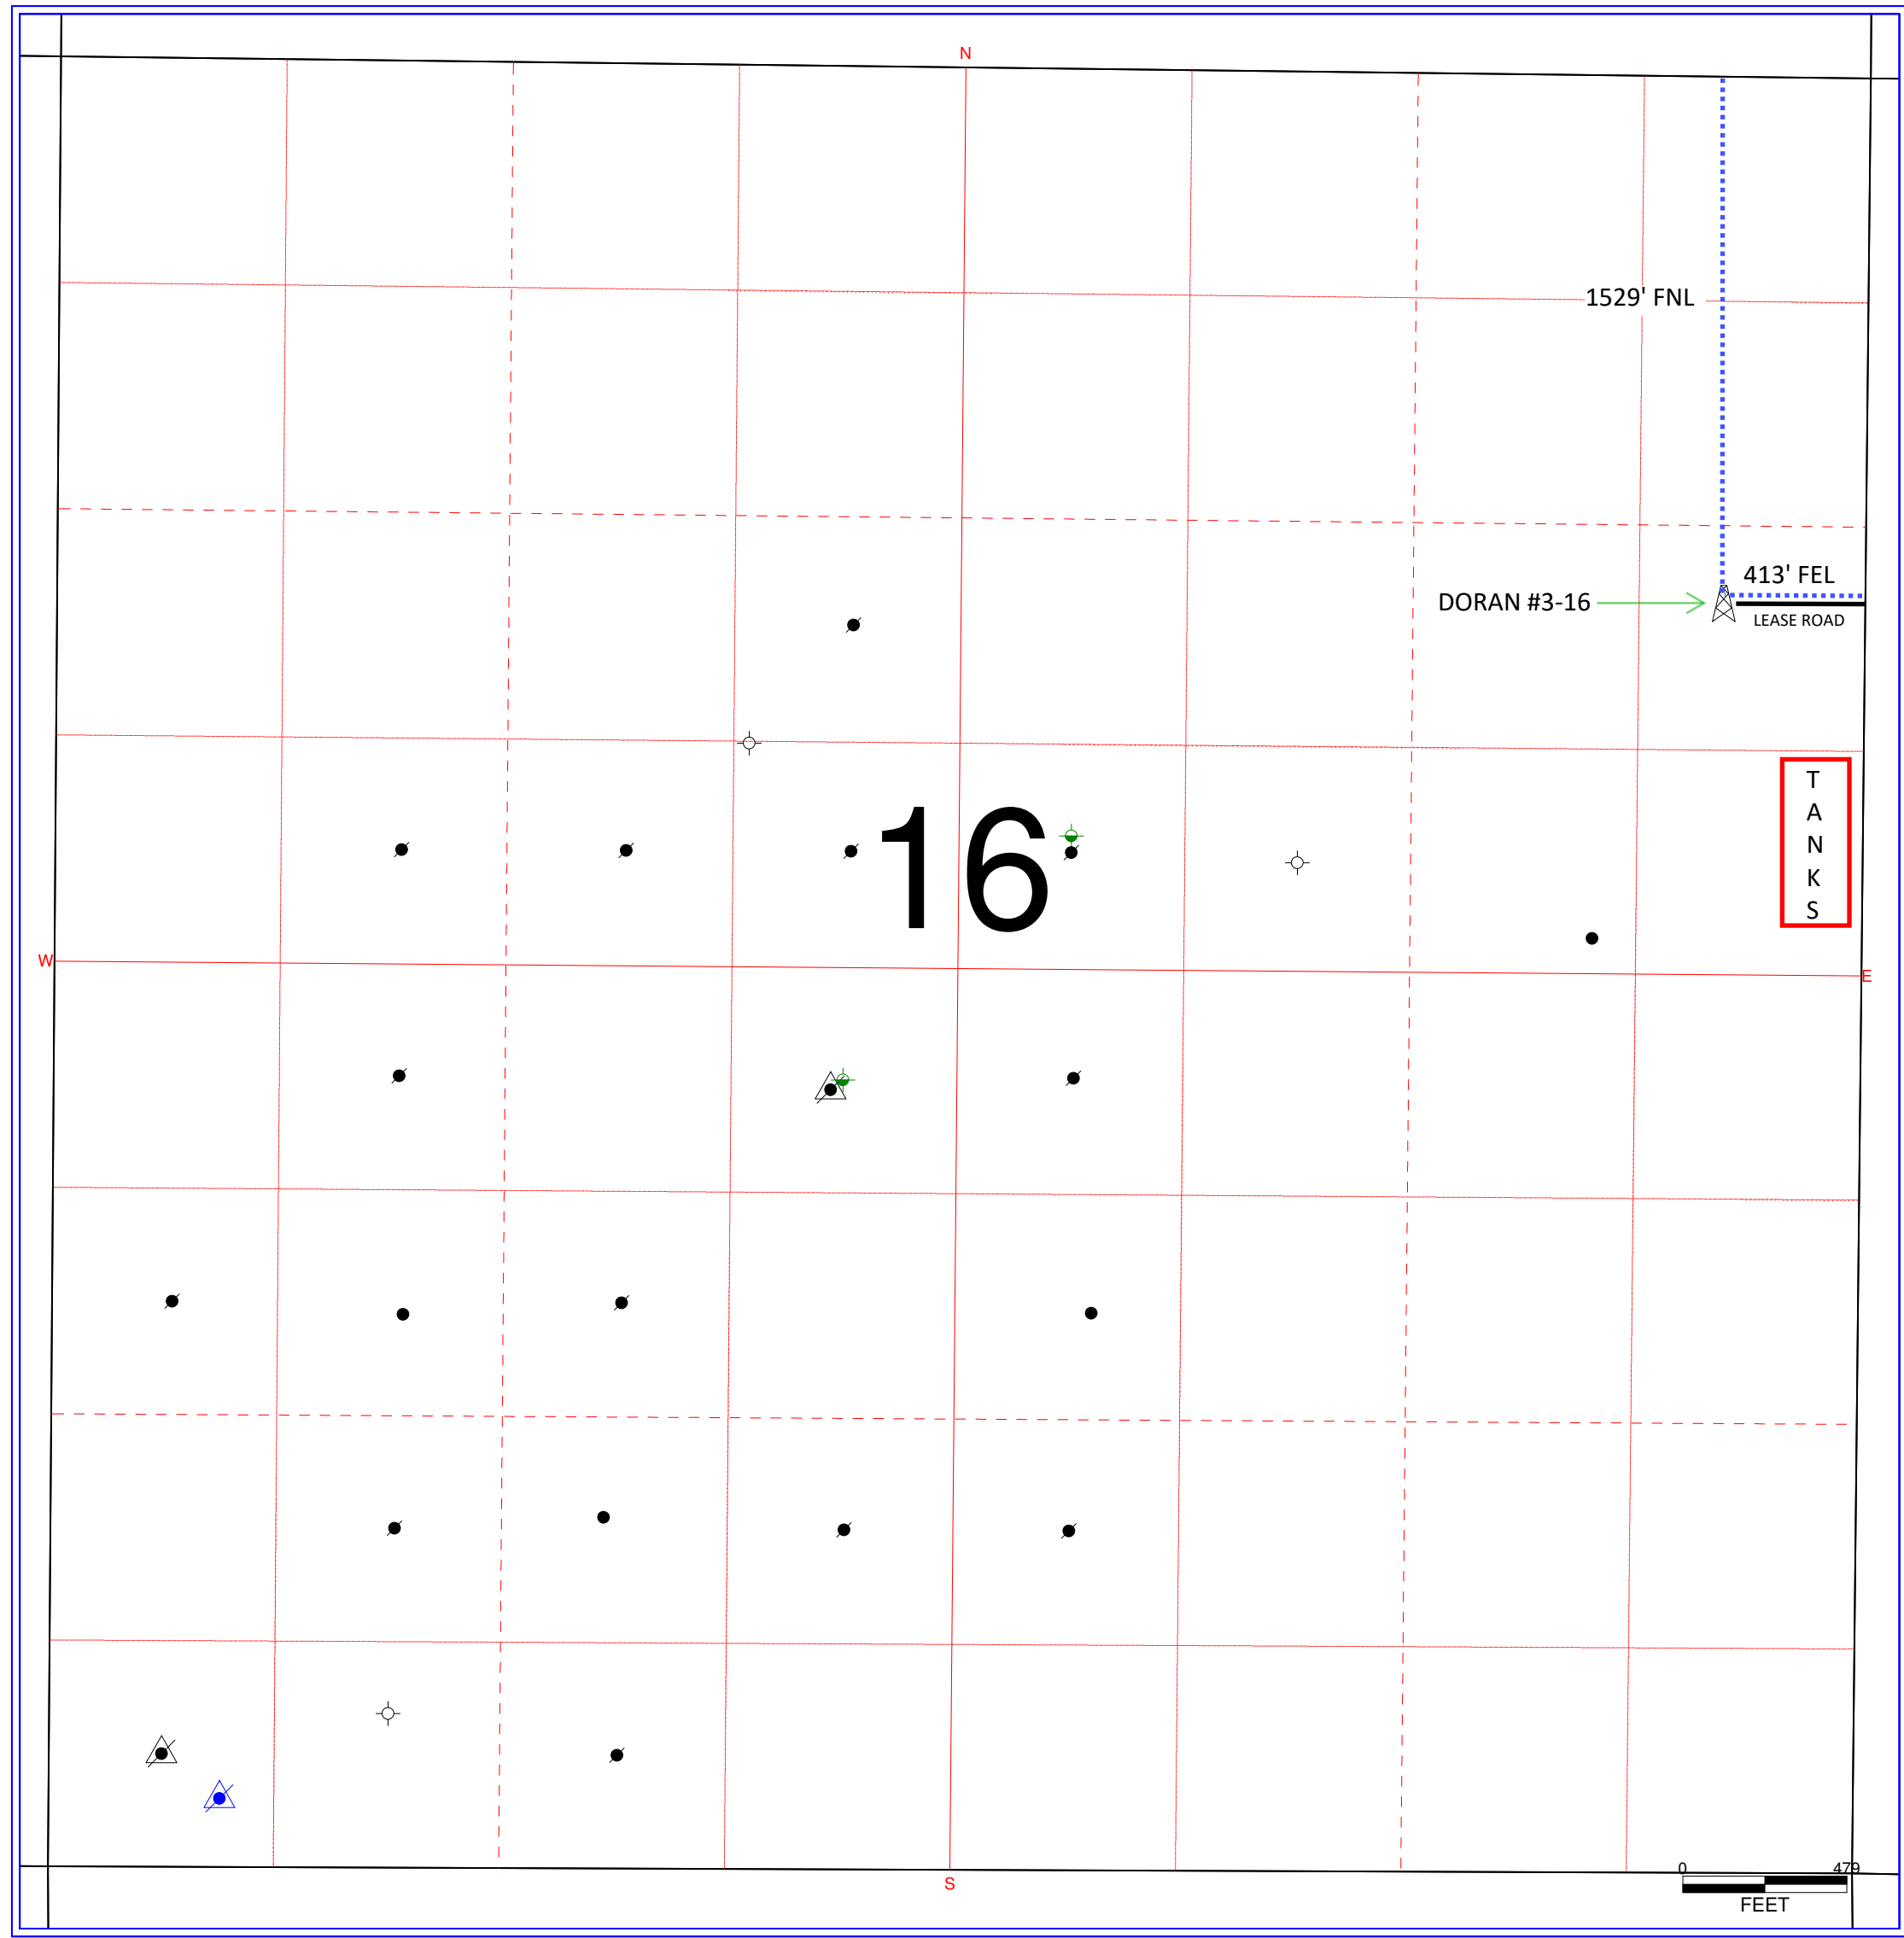 N
1529' FNL
413' FEL
DORAN #3-16
LEASE ROAD
T
A
N
K
S
16
W
E
S
0 479
FEET